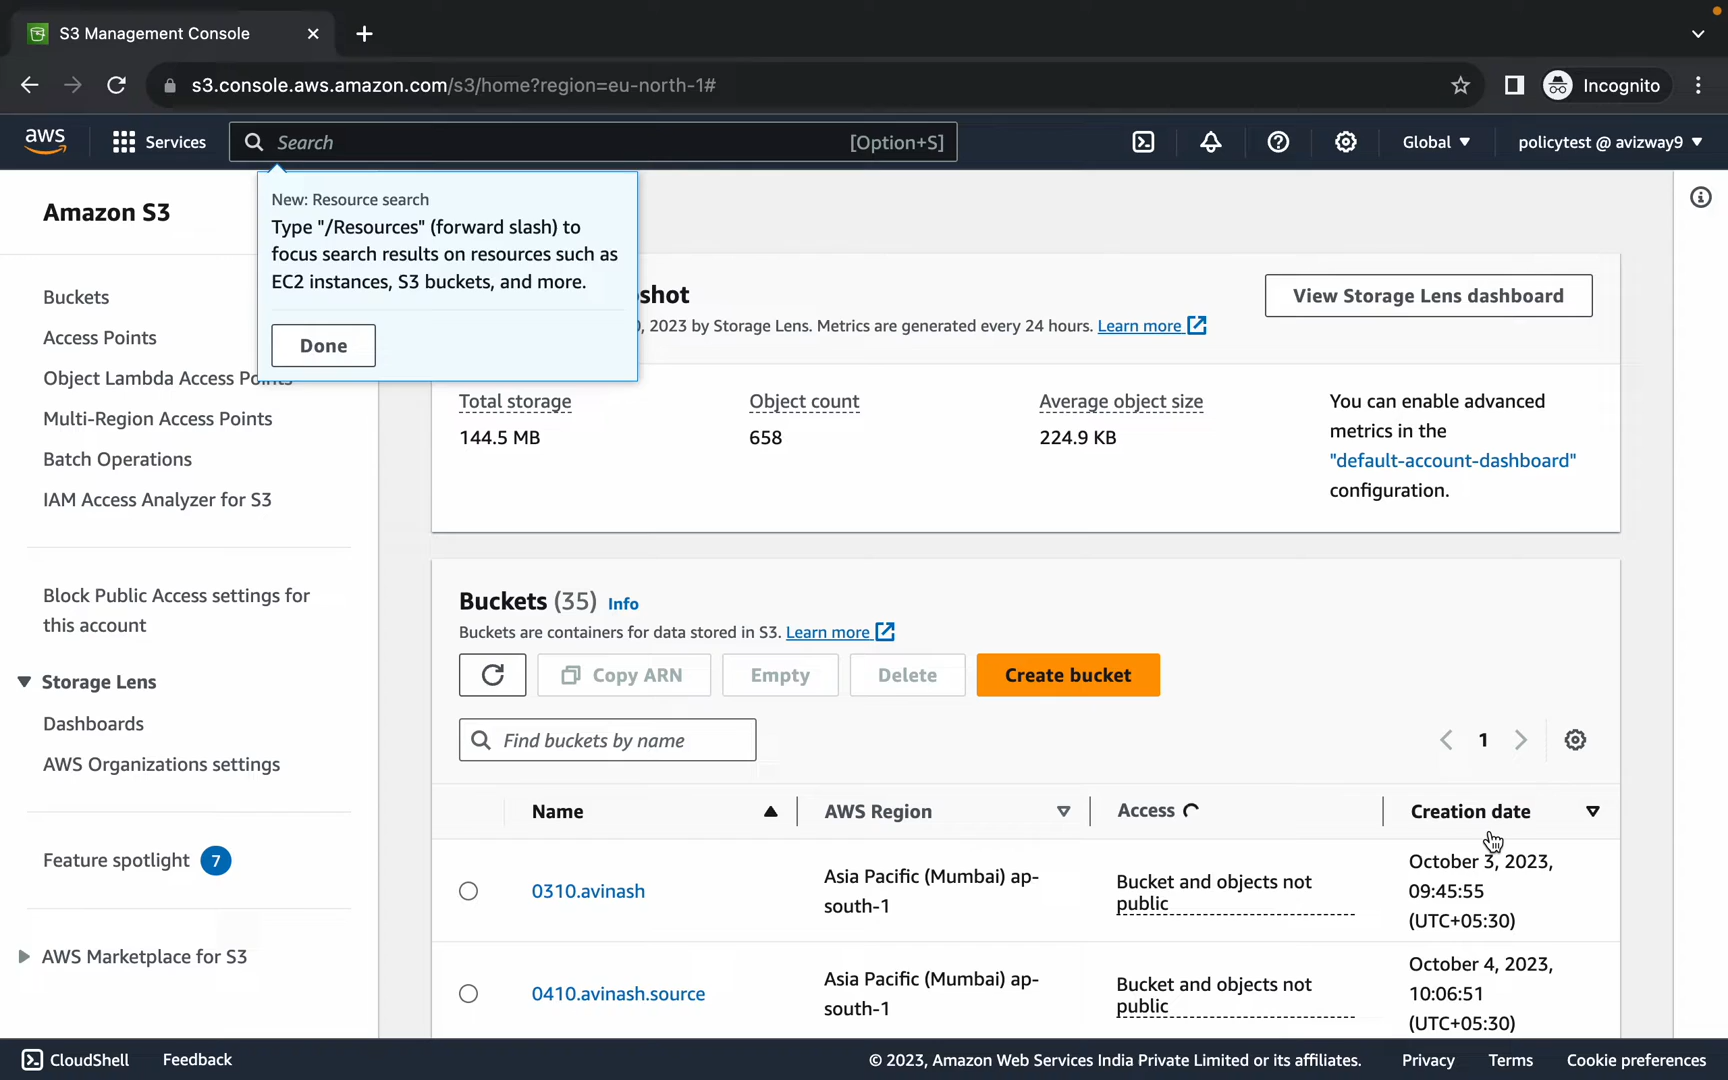 S3 Management Console
s3.console.aws.amazon.com/s3/home?region=eu-north-1#
Incognito
aws
Services
Search
[Option+S]
Global
policytest @ avizway9
Amazon S3
Buckets
Access Points
Object Lambda Access Points
Multi-Region Access Points
Batch Operations
IAM Access Analyzer for S3
Block Public Access settings for
this account
Storage Lens
Dashboards
AWS Organizations settings
Feature spotlight 7
AWS Marketplace for S3
New: Resource search
Type "/Resources" (forward slash) to
focus search results on resources such as
EC2 instances, S3 buckets, and more.
Done
shot
, 2023 by Storage Lens. Metrics are generated every 24 hours. Learn more
View Storage Lens dashboard
Total storage
144.5 MB
Object count
658
Average object size
224.9 KB
You can enable advanced
metrics in the
"default-account-dashboard"
configuration.
Buckets (35) Info
Buckets are containers for data stored in S3. Learn more
Copy ARN
Empty
Delete
Create bucket
Find buckets by name
1
Name
AWS Region
Access
Creation date
0310.avinash
Asia Pacific (Mumbai) ap-
south-1
Bucket and objects not
public
October 3, 2023,
09:45:55
(UTC+05:30)
0410.avinash.source
Asia Pacific (Mumbai) ap-
south-1
Bucket and objects not
public
October 4, 2023,
10:06:51
(UTC+05:30)
CloudShell
Feedback
© 2023, Amazon Web Services India Private Limited or its affiliates.
Privacy
Terms
Cookie preferences